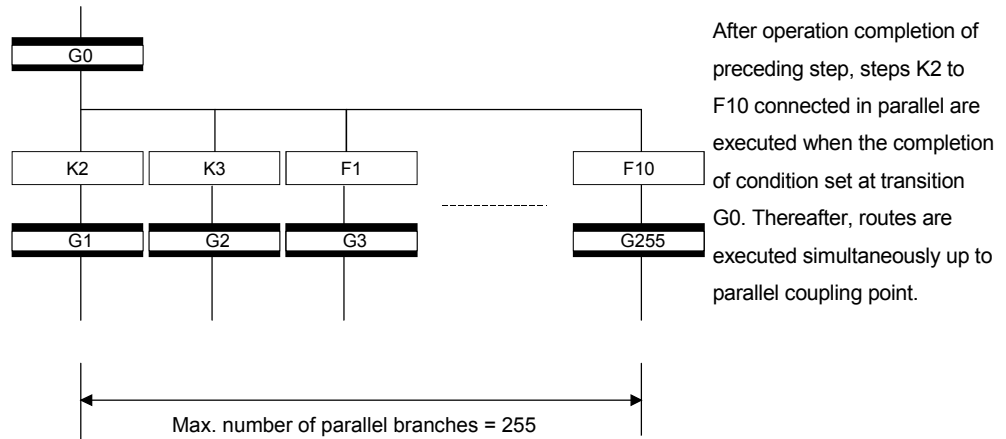 G0
K2
K3
F1
F10
G1
G2
G3
G255
Max. number of parallel branches = 255
After operation completion of
preceding step, steps K2 to
F10 connected in parallel are
executed when the completion
of condition set at transition
G0. Thereafter, routes are
executed simultaneously up to
parallel coupling point.